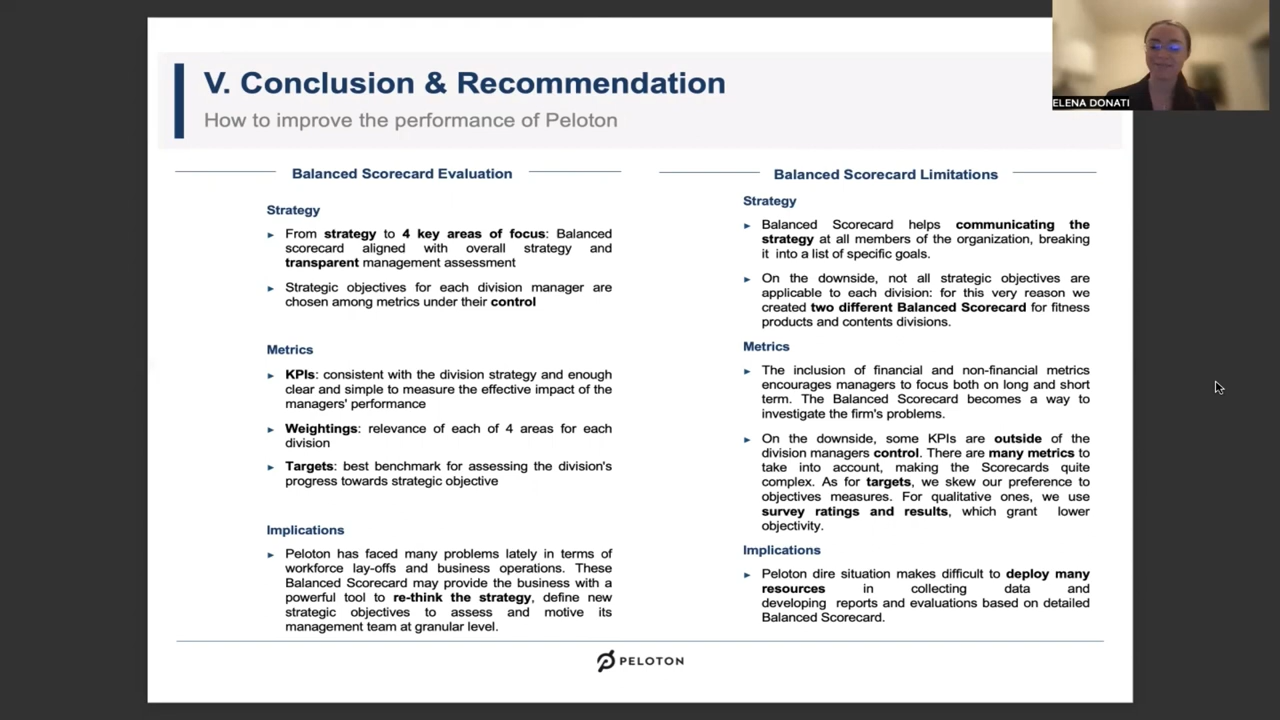 V. Conclusion & Recommendation
How to improve the performance of Peloton
ELENA DONATI
Balanced Scorecard Evaluation
Strategy
From strategy to 4 key areas of focus: Balanced
scorecard aligned with overall strategy and
transparent management assessment
Strategic objectives for each division manager are
chosen among metrics under their control
Metrics
KPIs: consistent with the division strategy and enough
clear and simple to measure the effective impact of the
managers' performance
Weightings: relevance of each of 4 areas for each
division
Targets: best benchmark for assessing the division's
progress towards strategic objective
Implications
Peloton has faced many problems lately in terms of
workforce lay-offs and business operations. These
Balanced Scorecard may provide the business with a
powerful tool to re-think the strategy, define new
strategic objectives to assess and motive its
management team at granular level.
Balanced Scorecard Limitations
Strategy
Balanced Scorecard helps communicating the
strategy at all members of the organization, breaking
it into a list of specific goals.
On the downside, not all strategic objectives are
applicable to each division: for this very reason we
created two different Balanced Scorecard for fitness
products and contents divisions.
Metrics
The inclusion of financial and non-financial metrics
encourages managers to focus both on long and short
term. The Balanced Scorecard becomes a way to
investigate the firm's problems.
On the downside, some KPIs are outside of the
division managers control. There are many metrics to
take into account, making the Scorecards quite
complex. As for targets, we skew our preference to
objectives measures. For qualitative ones, we use
survey ratings and results, which grant lower
objectivity.
Implications
Peloton dire situation makes difficult to deploy many
resources in collecting data and
developing reports and evaluations based on detailed
Balanced Scorecard.
PELOTON